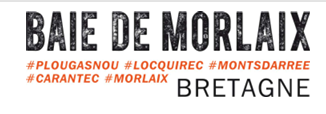 BAIE DE MORLAIX
#PLOUGASNOU #LOCQUIREC #MONTSDARREE
#CARANTEC #MORLAIX
BRETAGNE